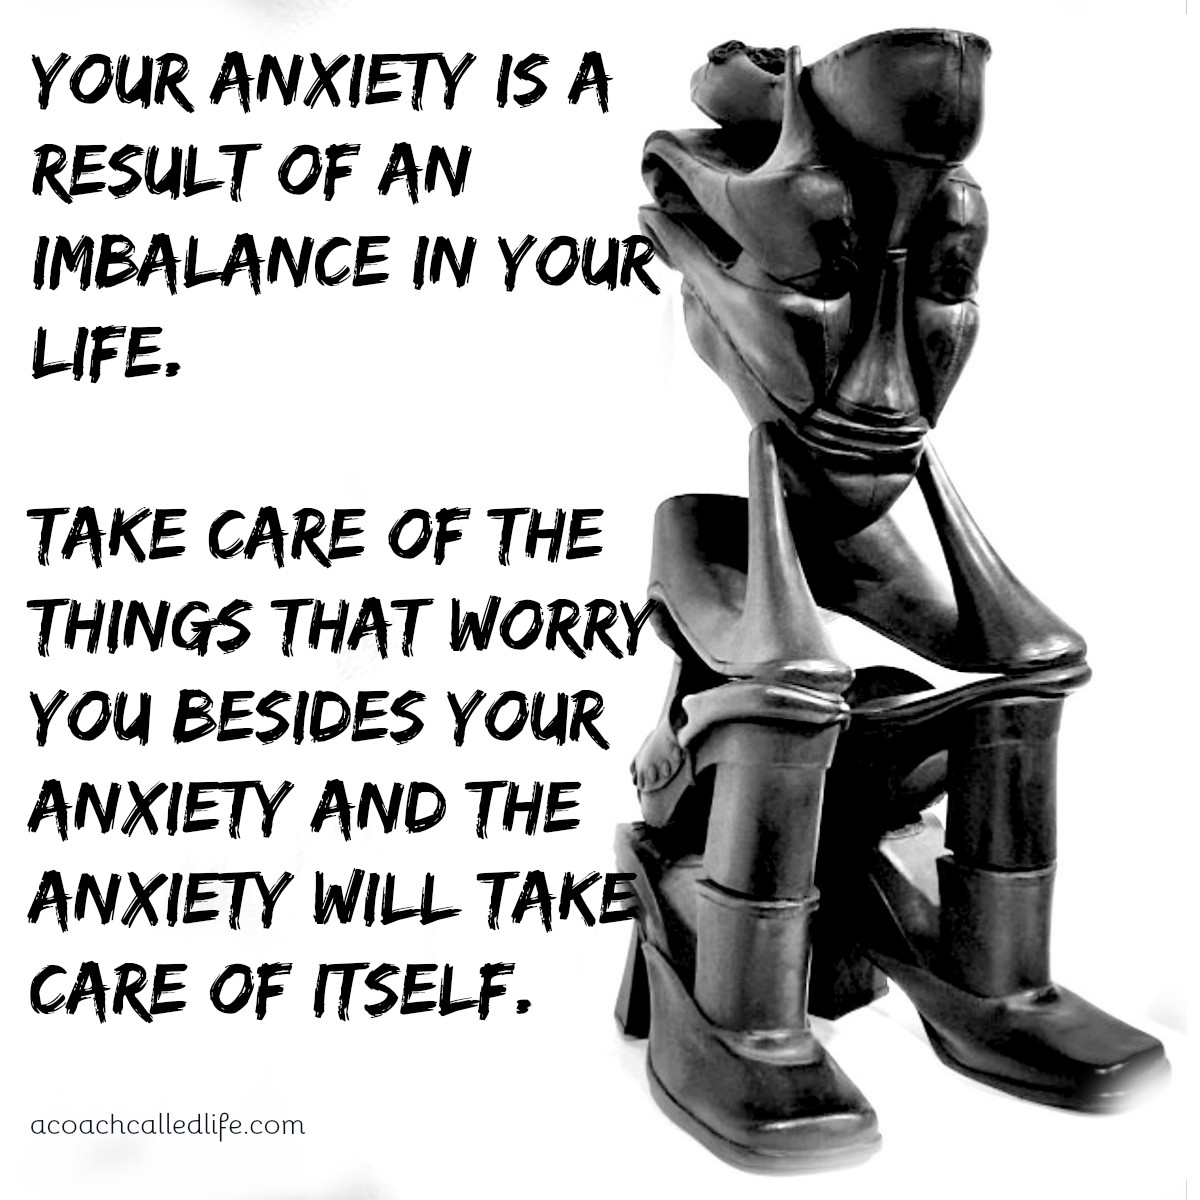 YOUR ANXIETY IS A
RESULT OF AN
IMBALANCE IN YOUR
LIFE.
TAKE CARE OF THE
THINGS THAT WORRY
YOU BESIDES YOUR
ANXIETY AND THE
ANXIETY WILL TAKE
CARE OF ITSELF.
acoachcalledlife.com